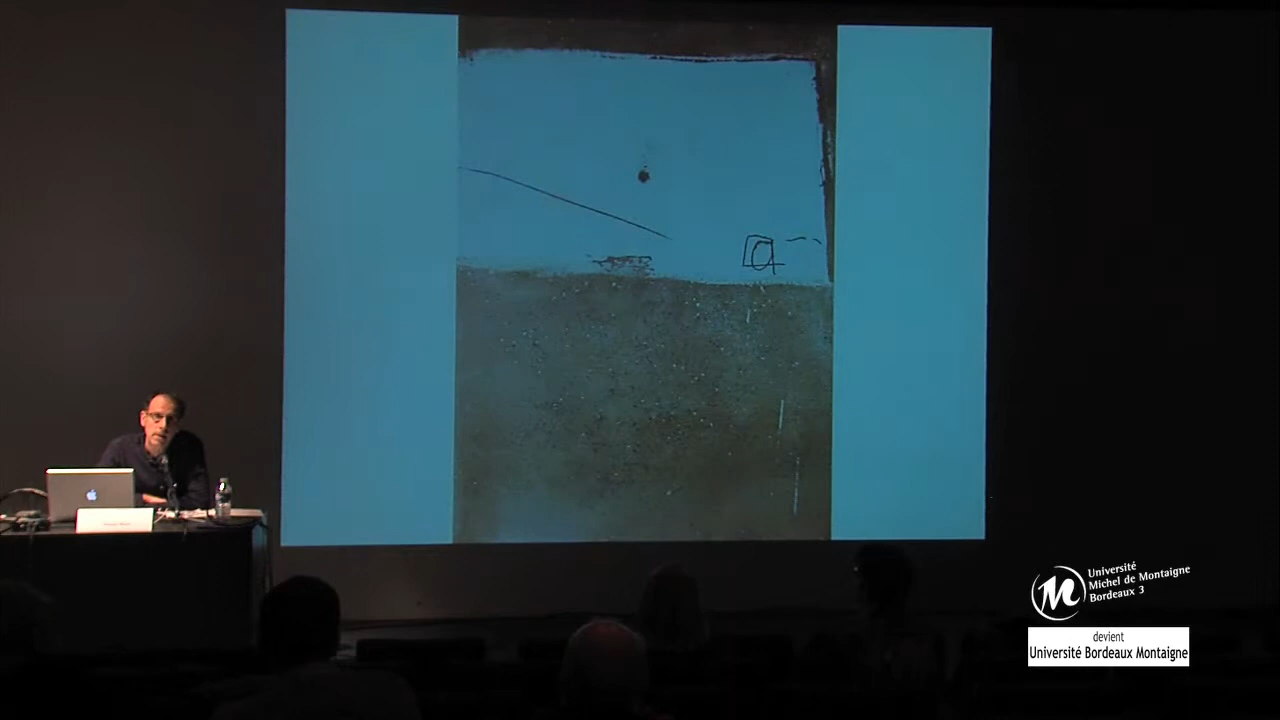 Université
Michel de Montaigne
Bordeaux 3
devient
Université Bordeaux Montaigne